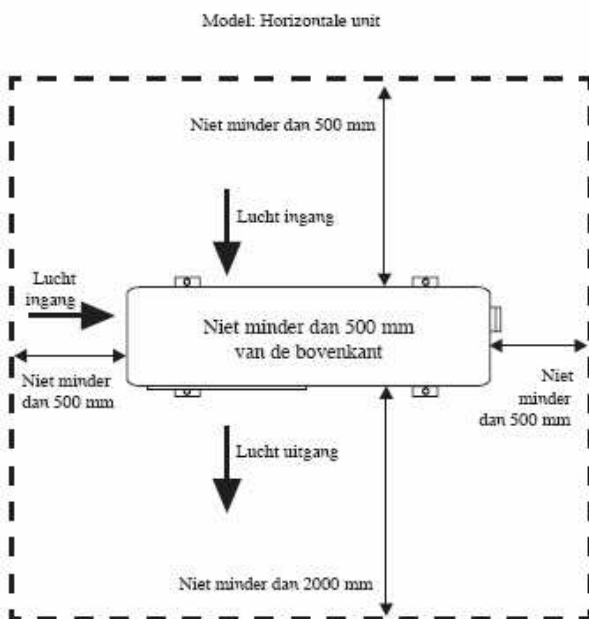 Model: Horizontale unit
Niet minder dan 500 mm
Lucht ingang
Lucht
ingang
Niet minder dan 500 mm
van de bovenkant
Niet minder
dan 500 mm
Niet
minder
dan 500 mm
Lucht uitgang
Niet minder dan 2000 mm